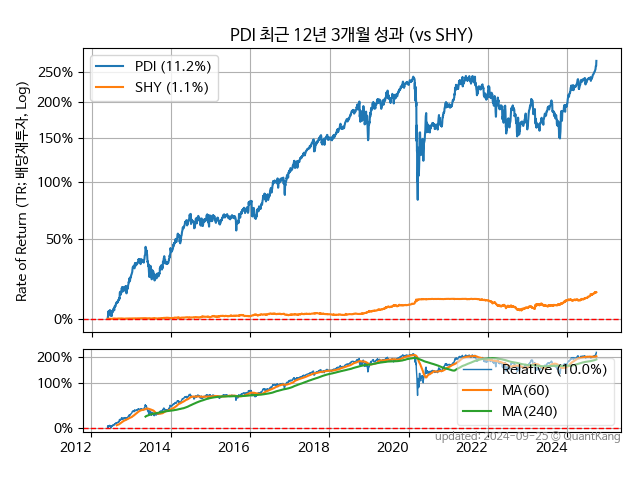 PDI 최근 12년 3개월 성과 (vs SHY)
Rate of Return (TR; 배당재투자, Log)
250%
200%
150%
100%
50%
0%
PDI (11.2%)
SHY (1.1%)
200%
100%
0%
Relative (10.0%)
MA(60)
MA(240)
2012 2014 2016 2018 2020 2022 2024
updated: 2024-09-25 © QuantKang